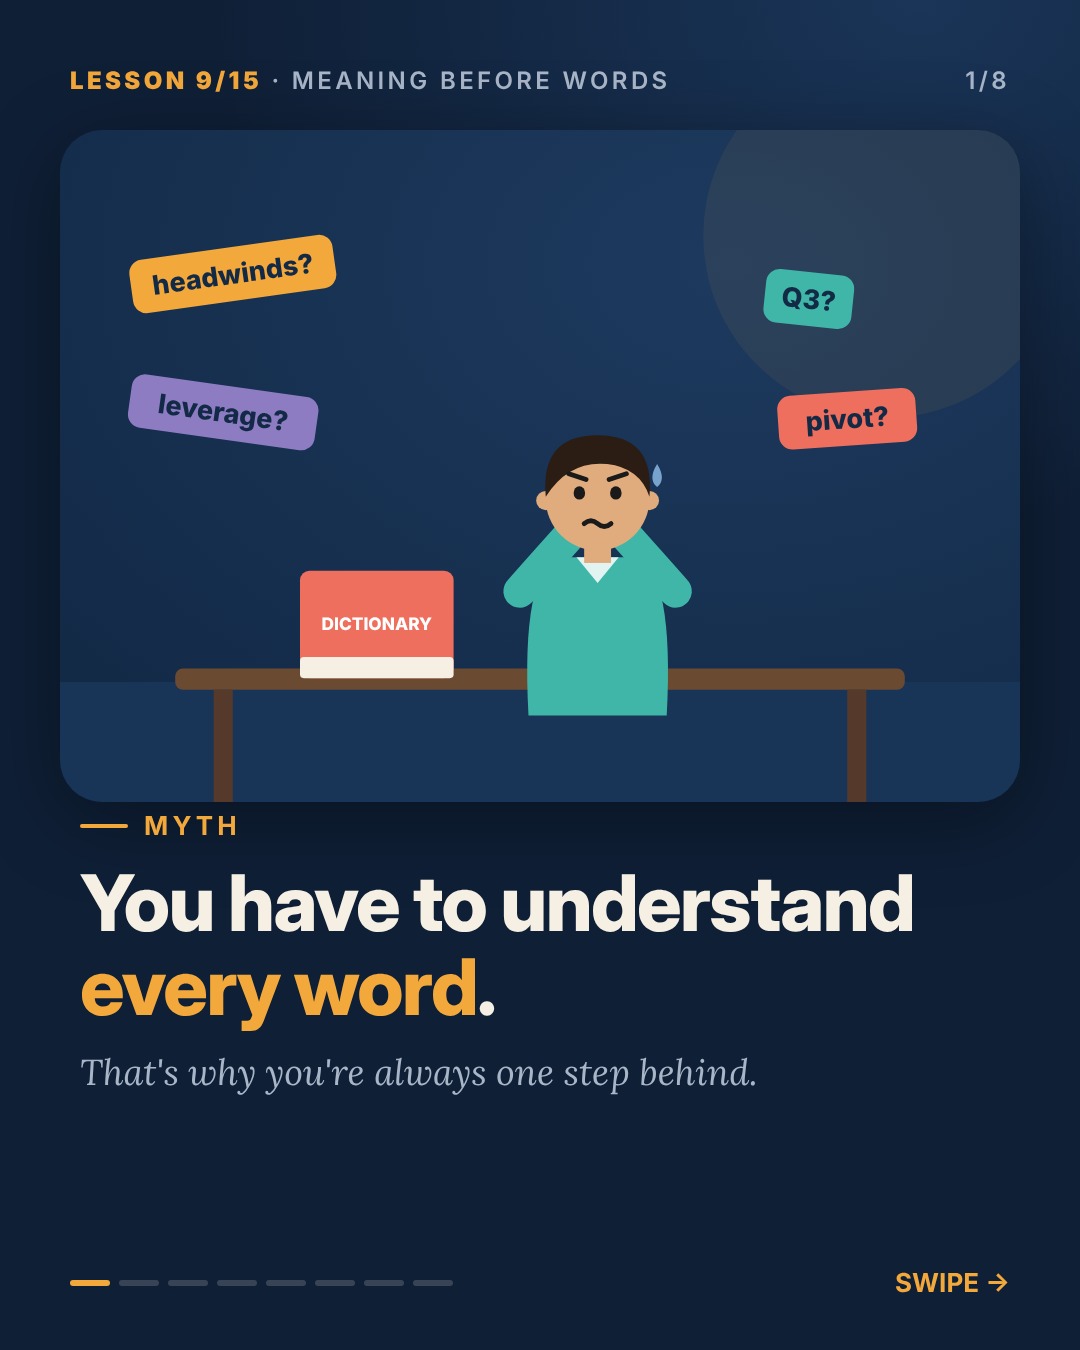 LESSON 9/15 · MEANING BEFORE WORDS
1/8
headwinds?
Q3?
leverage?
pivot?
DICTIONARY
MYTH
You have to understand
every word.
That's why you're always one step behind.
SWIPE →